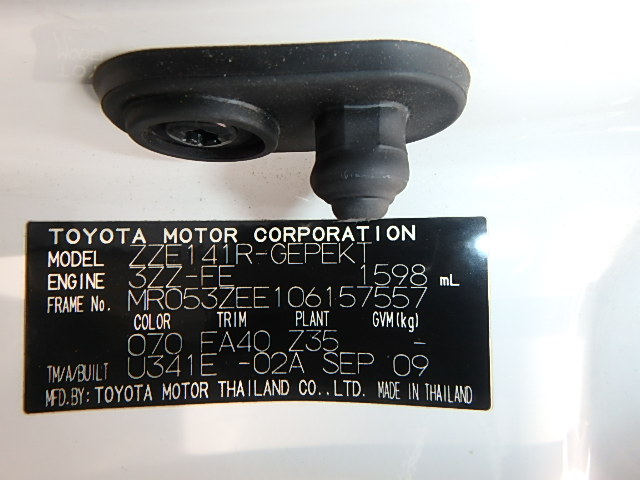 TOYOTA MOTOR CORPORATION
MODEL ZZE141R-GEPEKT
ENGINE 3ZZ-FE 1598 mL
FRAME No. MR053ZEE106157557
COLOR TRIM PLANT GVM(kg)
070 FA40 Z35 -
TM/A/BUILT U341E -02A SEP 09
MFD.BY: TOYOTA MOTOR THAILAND CO.,LTD. MADE IN THAILAND